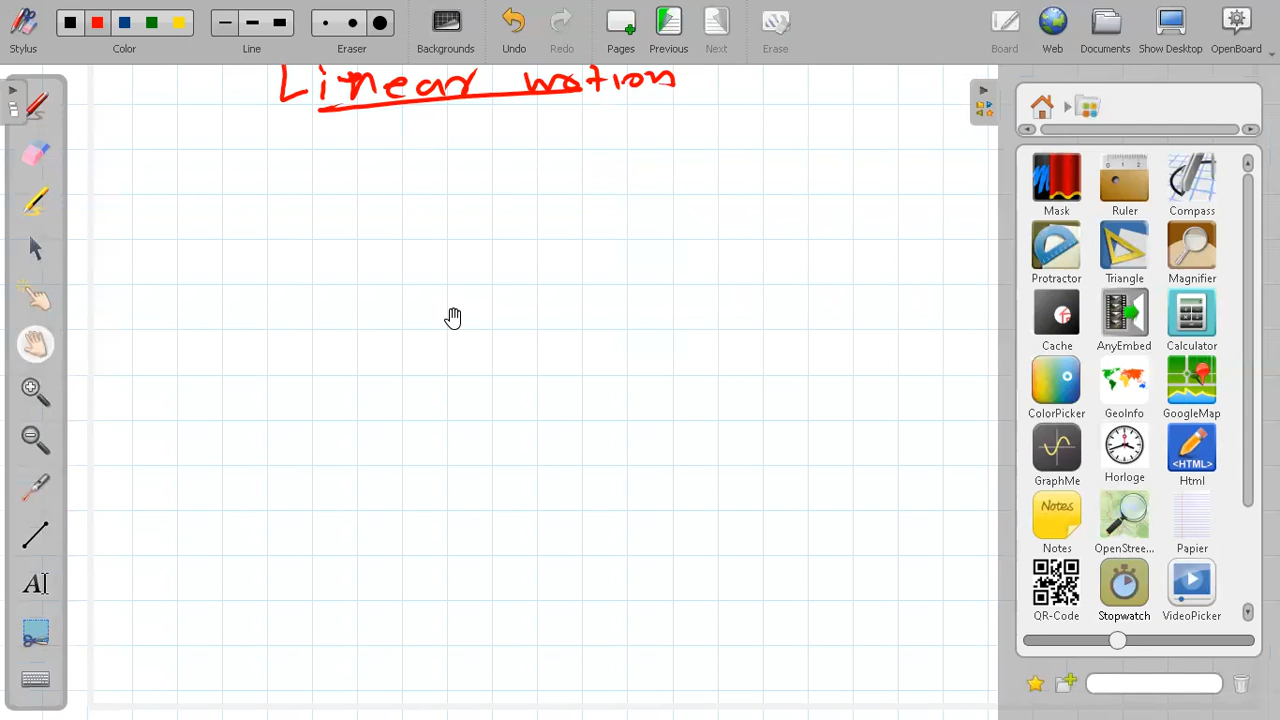 Stylus Color Line Eraser Backgrounds Undo Redo Pages Previous Next Erase Board Web Documents Show Desktop OpenBoard
Linear motion
Mask Ruler Compass
Protractor Triangle Magnifier
Cache AnyEmbed Calculator
ColorPicker GeoInfo GoogleMap
GraphMe Horloge Html
Notes OpenStree... Papier
QR-Code Stopwatch VideoPicker